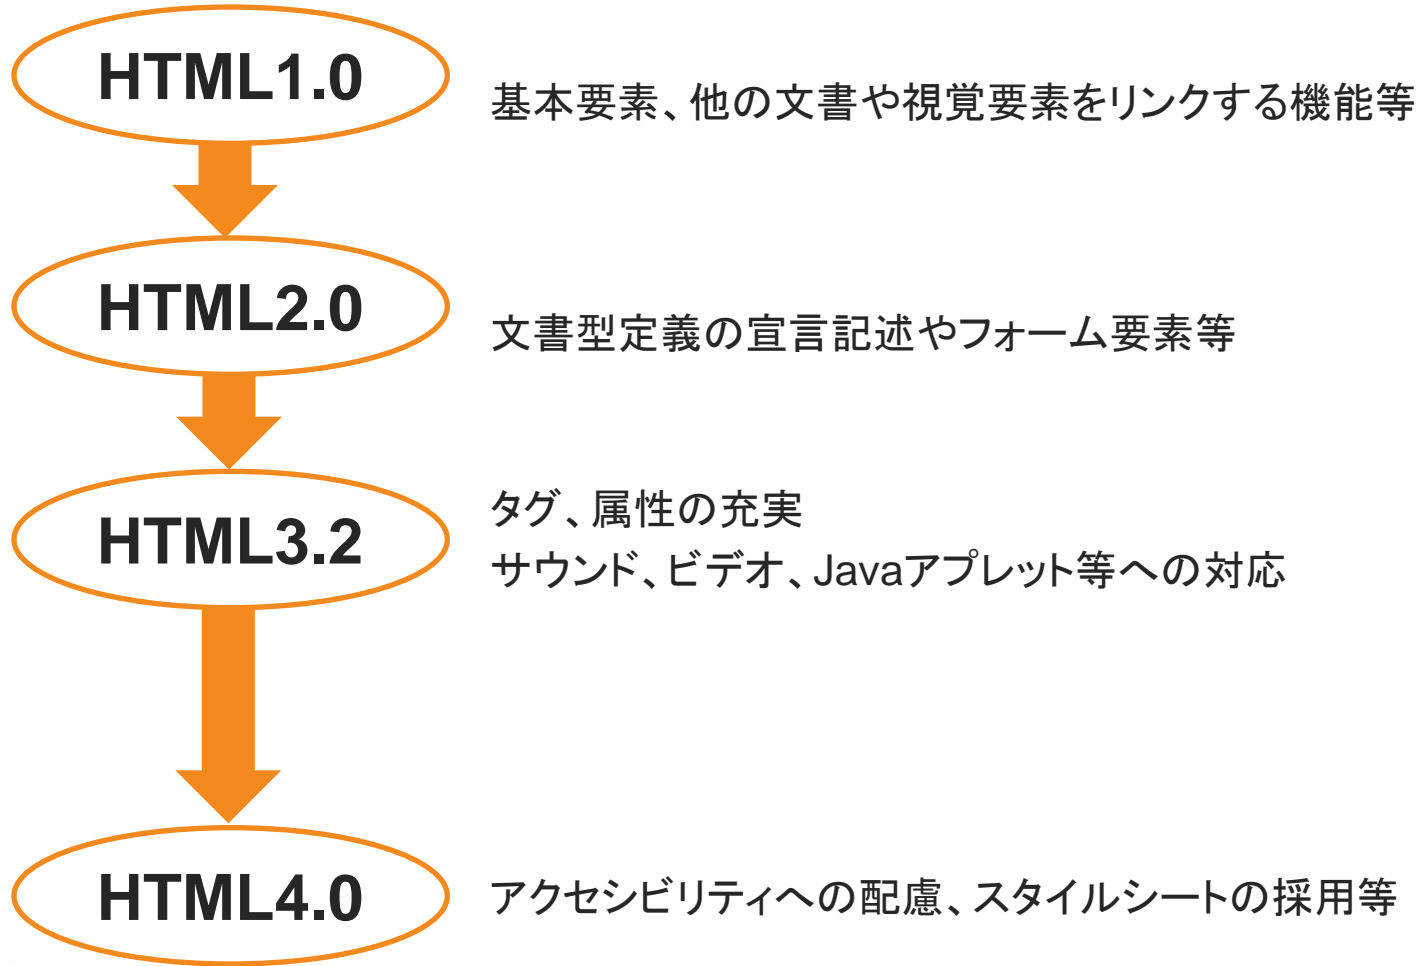 HTML1.0
基本要素、他の文書や視覚要素をリンクする機能等
HTML2.0
文書型定義の宣言記述やフォーム要素等
HTML3.2
タグ、属性の充実
サウンド、ビデオ、Javaアプレット等への対応
HTML4.0
アクセシビリティへの配慮、スタイルシートの採用等